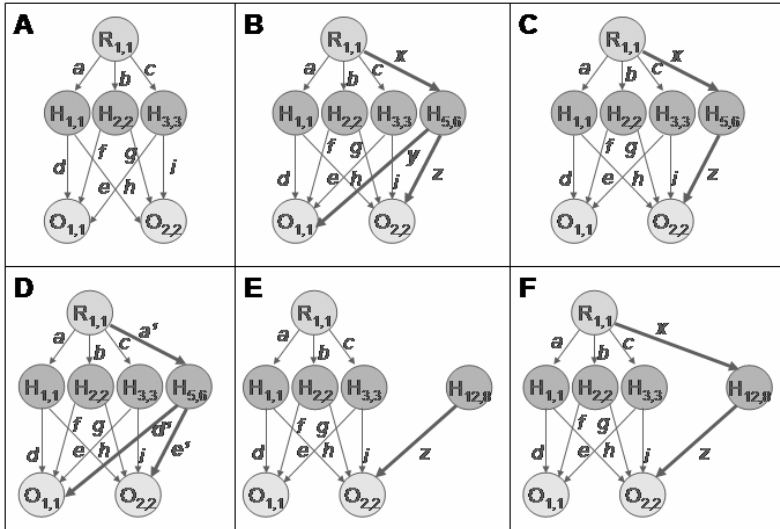 A B C
R1,1 R1,1 R1,1
x x
a b c a b c a b c
H1,1 H2,2 H3,3 H1,1 H2,2 H3,3 H5,6 H1,1 H2,2 H3,3 H5,6
f g f g y f g
d e h i d e h i z d e h i z
O1,1 O2,2 O1,1 O2,2 O1,1 O2,2
D E F
R1,1 R1,1 R1,1
a b c a' a b c a b c x
H1,1 H2,2 H3,3 H5,6 H1,1 H2,2 H3,3 H12,8 H1,1 H2,2 H3,3 H12,8
f g d' f g f g
d e h i e' d e h i z d e h i z
O1,1 O2,2 O1,1 O2,2 O1,1 O2,2